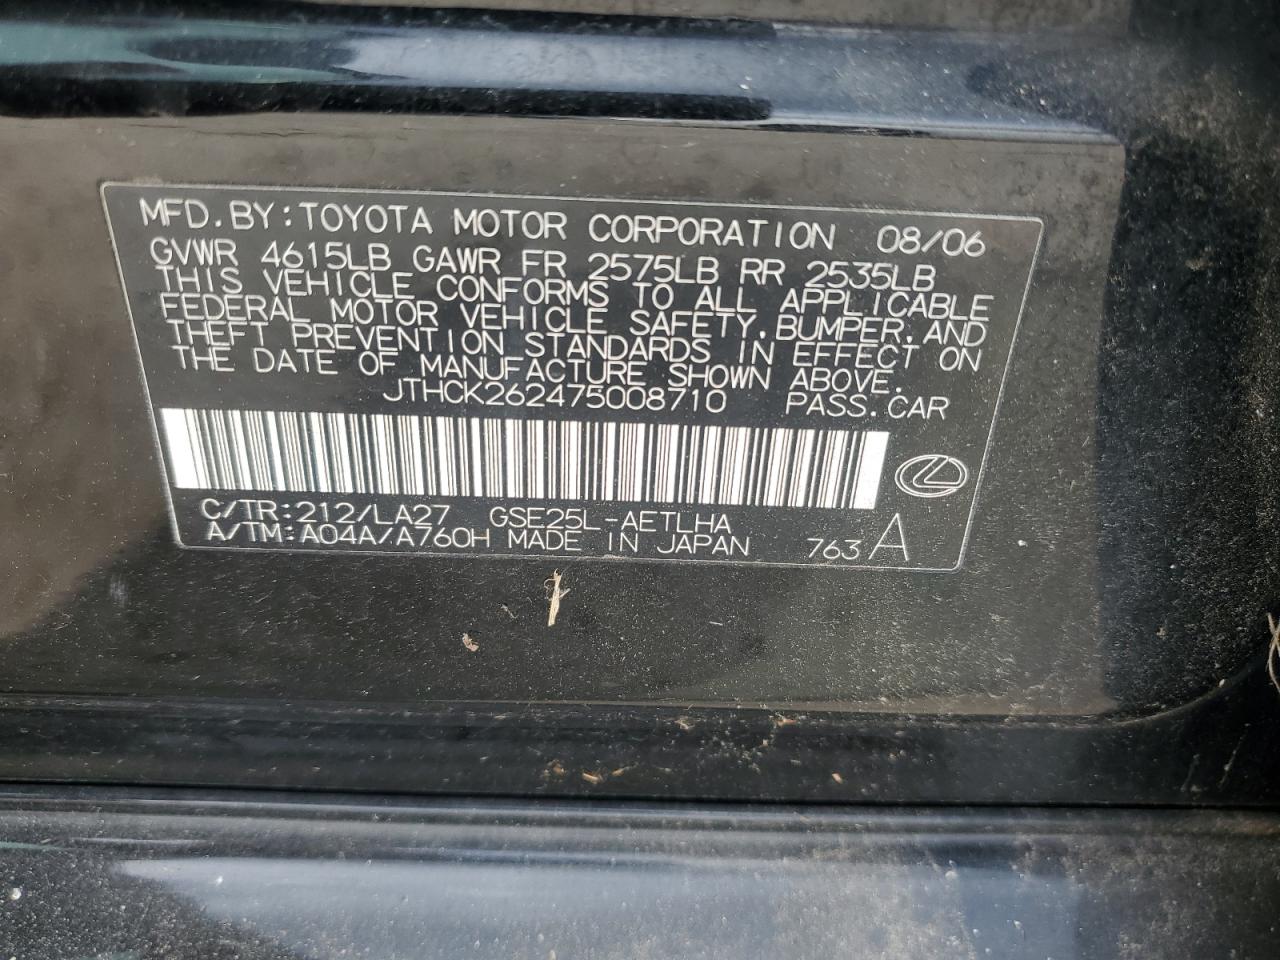 MFD.BY:TOYOTA MOTOR CORPORATION 08/06
GVWR 4615LB GAWR FR 2575LB RR 2535LB
THIS VEHICLE CONFORMS TO ALL APPLICABLE
FEDERAL MOTOR VEHICLE SAFETY,BUMPER,AND
THEFT PREVENTION STANDARDS IN EFFECT ON
THE DATE OF MANUFACTURE SHOWN ABOVE.
JTHCK262475008710 PASS.CAR
C/TR:212/LA27 GSE25L-AETLHA
A/TM:A04A/A760H MADE IN JAPAN 763 A